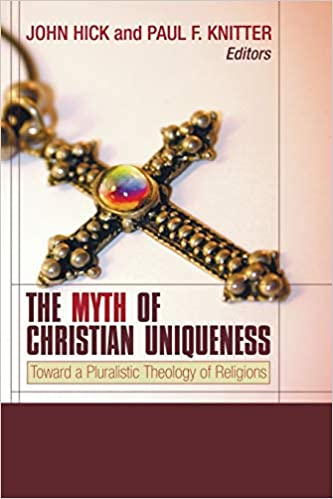 JOHN HICK and PAUL F. KNITTER
Editors
THE MYTH OF
CHRISTIAN UNIQUENESS
Toward a Pluralistic Theology of Religions